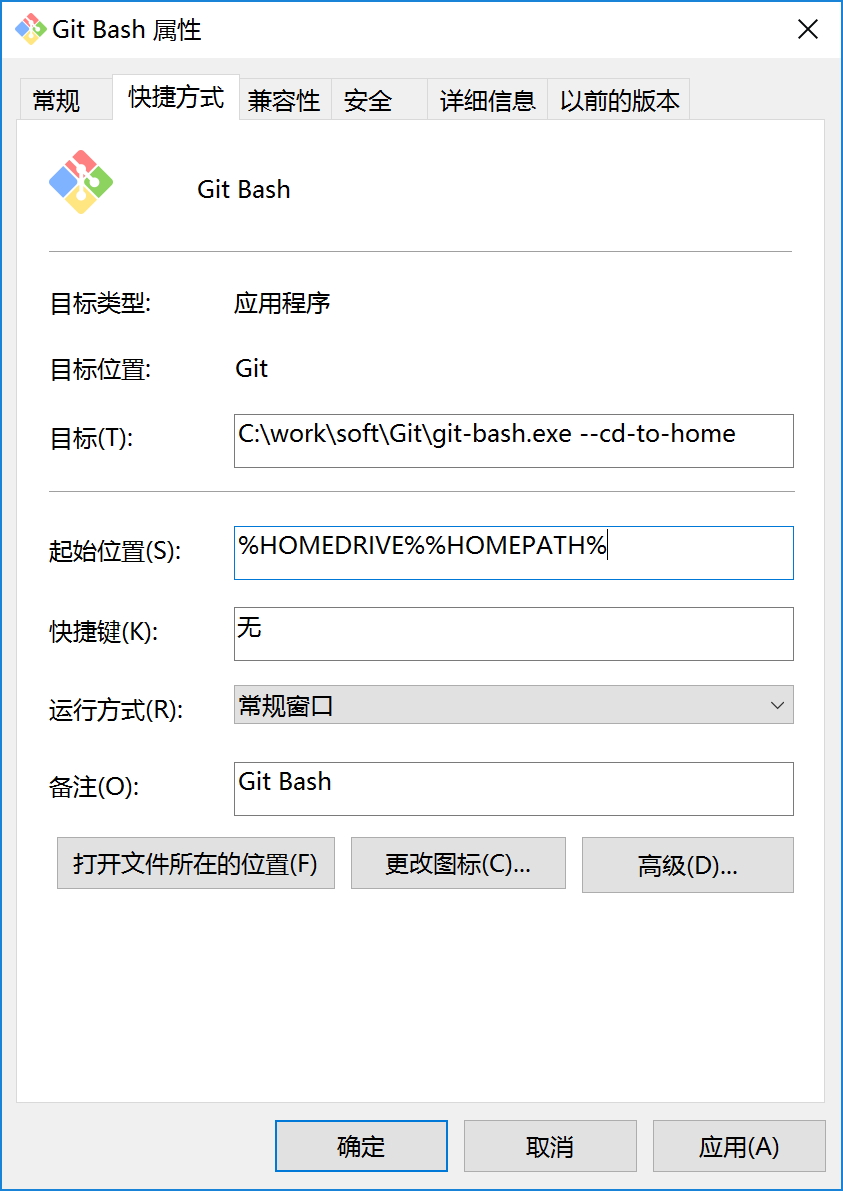 Git Bash 属性
常规 快捷方式 兼容性 安全 详细信息 以前的版本
Git Bash
目标类型: 应用程序
目标位置: Git
目标(T): C:\work\soft\Git\git-bash.exe --cd-to-home
起始位置(S): %HOMEDRIVE%%HOMEPATH%
快捷键(K): 无
运行方式(R): 常规窗口
备注(O): Git Bash
打开文件所在的位置(F) 更改图标(C)... 高级(D)...
确定 取消 应用(A)